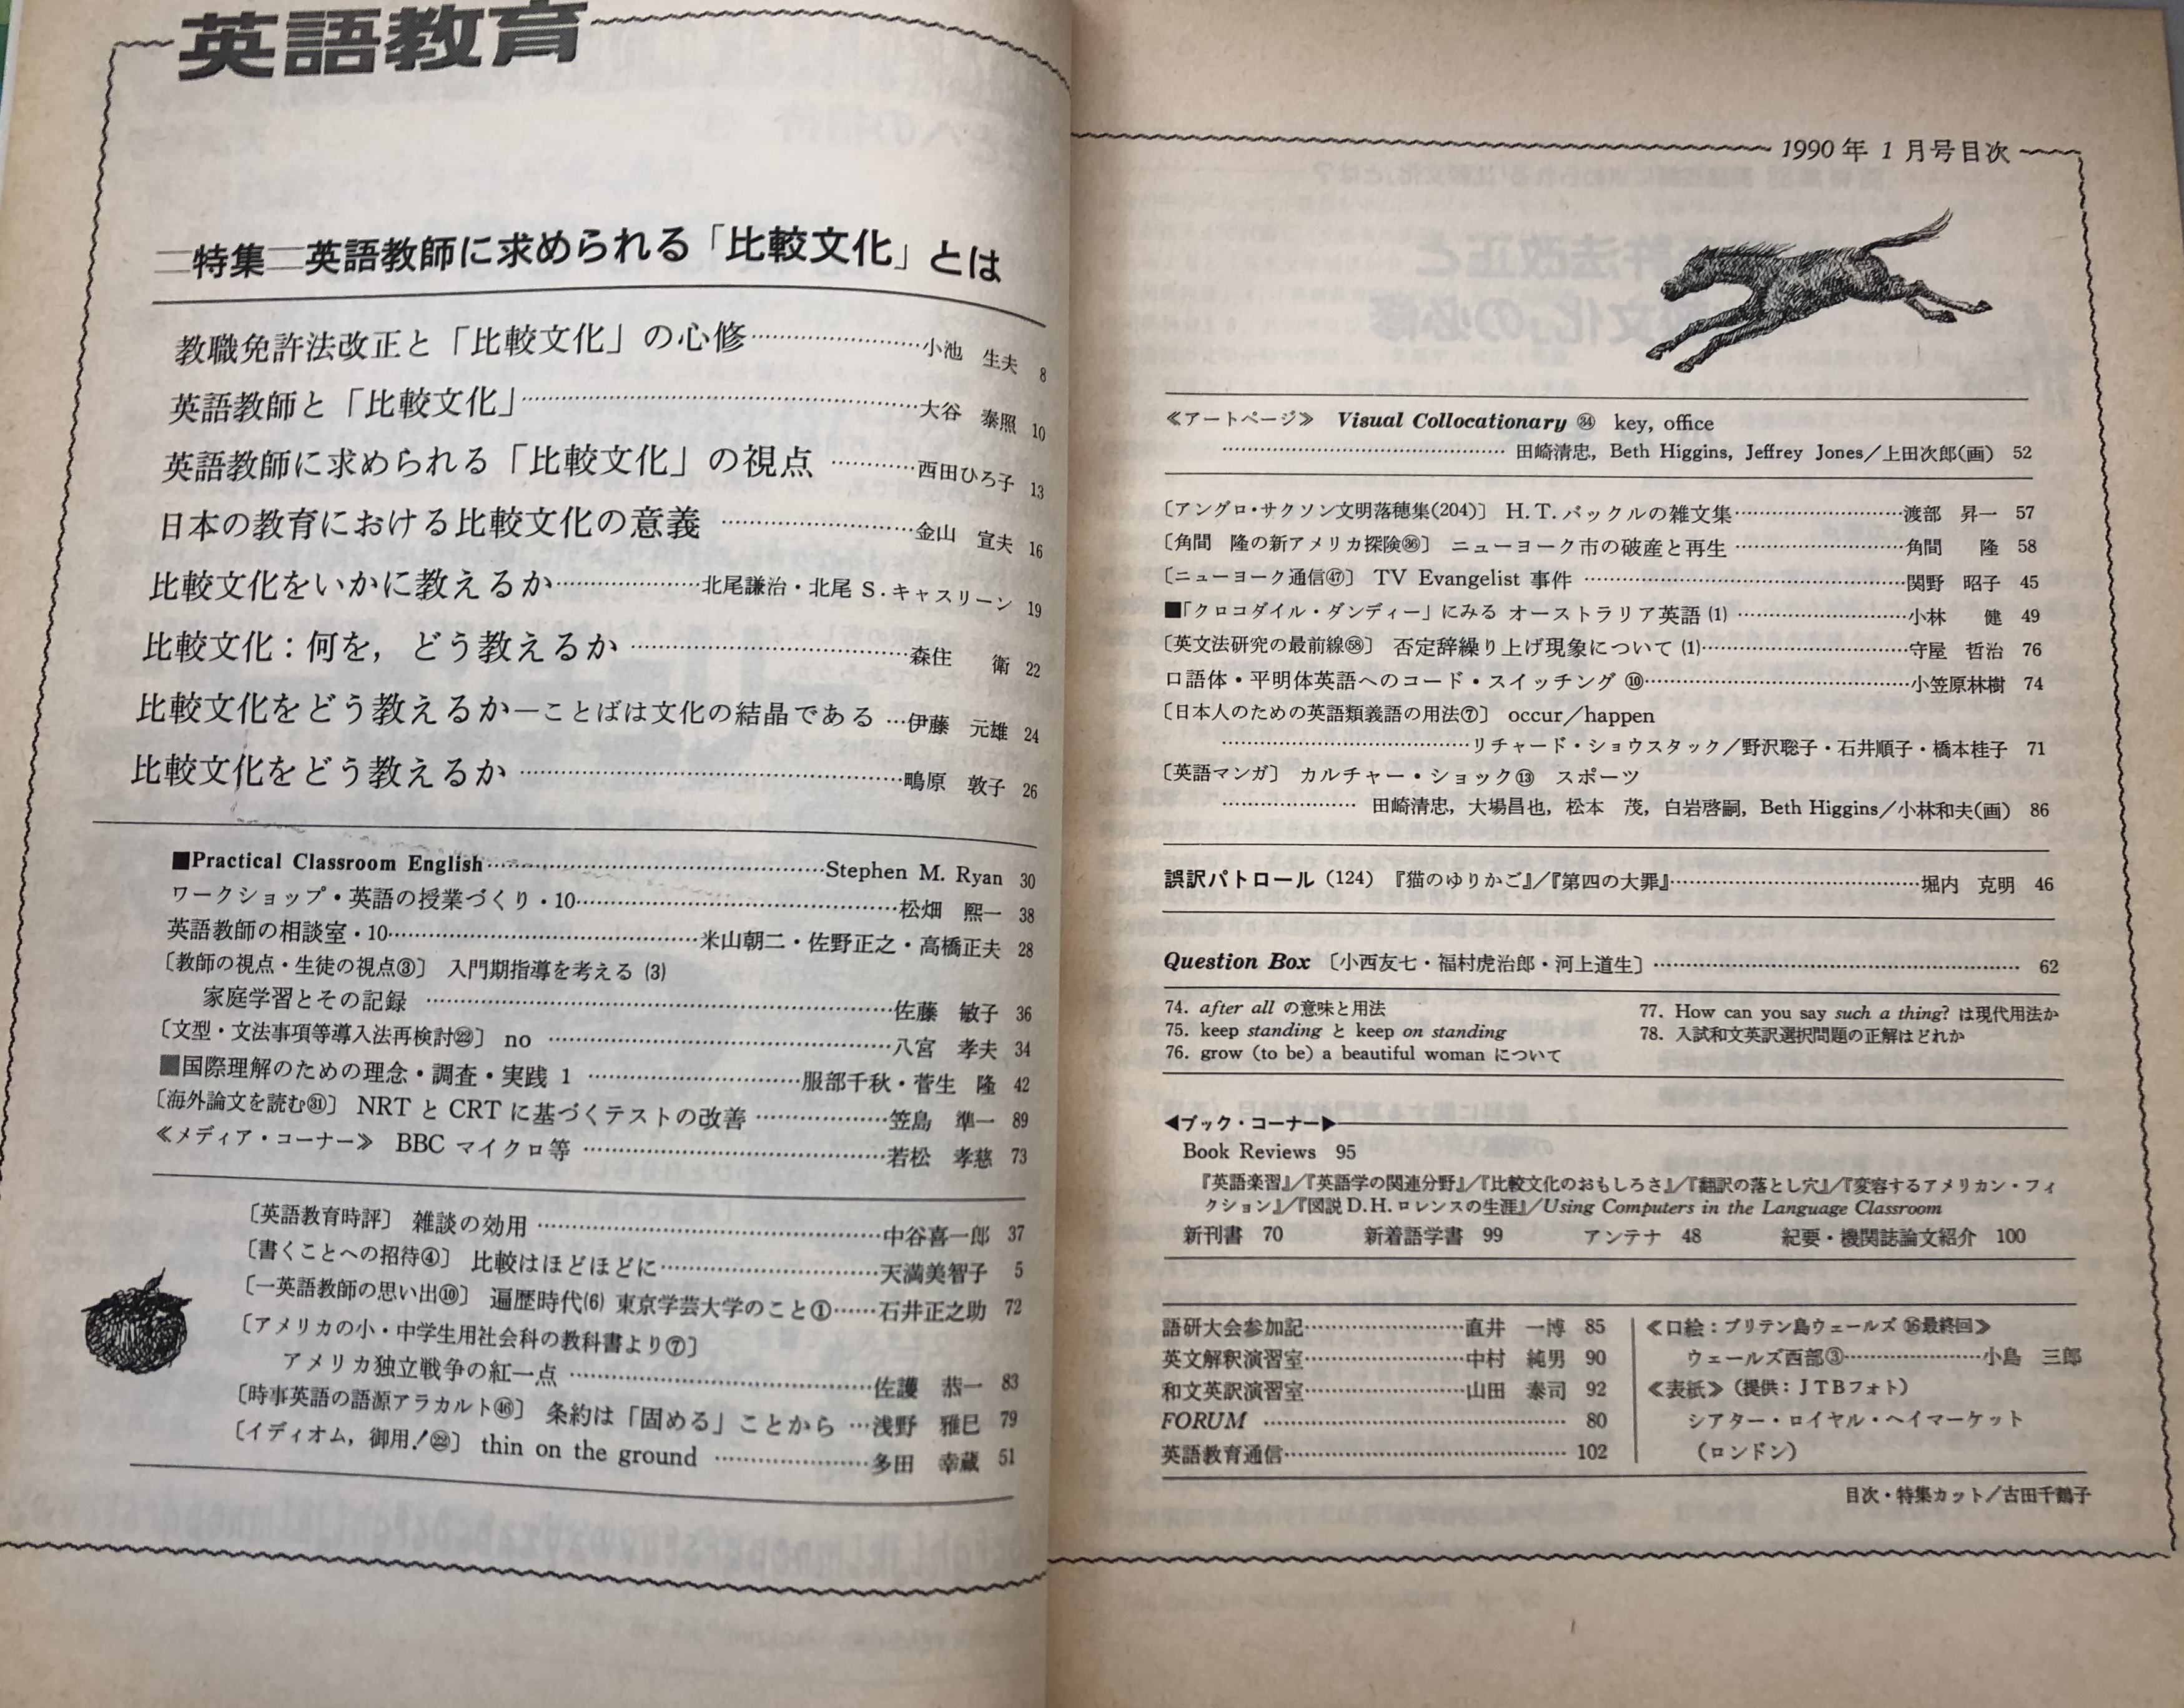 英語教育
特集 英語教師に求められる「比較文化」とは
教職免許法改正と「比較文化」の心修……小池 生夫 8
英語教師と「比較文化」……大谷 泰照 10
英語教師に求められる「比較文化」の視点……西田ひろ子 13
日本の教育における比較文化の意義……金山 宣夫 16
比較文化をいかに教えるか……北尾謙治・北尾 S.キャスリーン 19
比較文化：何を，どう教えるか……森住 衛 22
比較文化をどう教えるか—ことばは文化の結晶である…伊藤 元雄 24
比較文化をどう教えるか……鴫原 敦子 26
■Practical Classroom English……Stephen M. Ryan 30
ワークショップ・英語の授業づくり・10……松畑 熙一 38
英語教師の相談室・10……米山朝二・佐野正之・高橋正夫 28
〔教師の視点・生徒の視点③〕 入門期指導を考える (3)
家庭学習とその記録……佐藤 敏子 36
〔文型・文法事項等導入法再検討㉒〕 no……八宮 孝夫 34
■国際理解のための理念・調査・実践 1……服部千秋・菅生 隆 42
〔海外論文を読む㉛〕 NRT と CRT に基づくテストの改善……笠島 準一 89
≪メディア・コーナー≫ BBC マイクロ等……若松 孝慈 73
〔英語教育時評〕 雑談の効用……中谷喜一郎 37
〔書くことへの招待④〕 比較はほどほどに……天満美智子 5
〔一英語教師の思い出⑩〕 遍歴時代(6) 東京学芸大学のこと①……石井正之助 72
〔アメリカの小・中学生用社会科の教科書より⑦〕
アメリカ独立戦争の紅一点……佐護 恭一 83
〔時事英語の語源アラカルト㊻〕 条約は「固める」ことから…浅野 雅巳 79
〔イディオム，御用！㉒〕 thin on the ground……多田 幸蔵 51
1990 年 1 月号目次
≪アートページ≫ Visual Collocationary ㉞ key, office
……田崎清忠，Beth Higgins, Jeffrey Jones／上田次郎(画) 52
〔アングロ・サクソン文明落穂集(204)〕 H. T. バックルの雑文集……渡部 昇一 57
〔角間 隆の新アメリカ探険㊱〕 ニューヨーク市の破産と再生……角間 隆 58
〔ニューヨーク通信㊼〕 TV Evangelist 事件……関野 昭子 45
■「クロコダイル・ダンディー」にみる オーストラリア英語 (1)……小林 健 49
〔英文法研究の最前線58〕 否定辞繰り上げ現象について (1)……守屋 哲治 76
口語体・平明体英語へのコード・スイッチング ⑩……小笠原林樹 74
〔日本人のための英語類義語の用法⑦〕 occur／happen
……リチャード・ショウスタック／野沢聡子・石井順子・橋本桂子 71
〔英語マンガ〕 カルチャー・ショック⑬ スポーツ
……田崎清忠，大場昌也，松本 茂，白岩啓嗣，Beth Higgins／小林和夫(画) 86
誤訳パトロール (124) 『猫のゆりかご』／『第四の大罪』……堀内 克明 46
Question Box 〔小西友七・福村虎治郎・河上道生〕…… 62
74. after all の意味と用法
75. keep standing と keep on standing
76. grow (to be) a beautiful woman について
77. How can you say such a thing? は現代用法か
78. 入試和文英訳選択問題の正解はどれか
◀ブック・コーナー▶
Book Reviews 95
『英語楽習』／『英語学の関連分野』／『比較文化のおもしろさ』／『翻訳の落とし穴』／『変容するアメリカン・フィ
クション』／『図説 D. H. ロレンスの生涯』／Using Computers in the Language Classroom
新刊書 70 新着語学書 99 アンテナ 48 紀要・機関誌論文紹介 100
語研大会参加記……直井 一博 85
英文解釈演習室……中村 純男 90
和文英訳演習室……山田 泰司 92
FORUM …… 80
英語教育通信…… 102
≪口絵：ブリテン島ウェールズ ⑯最終回≫
ウェールズ西部③……小島 三郎
≪表紙≫（提供：JTBフォト）
シアター・ロイヤル・ヘイマーケット
（ロンドン）
目次・特集カット／古田千鶴子